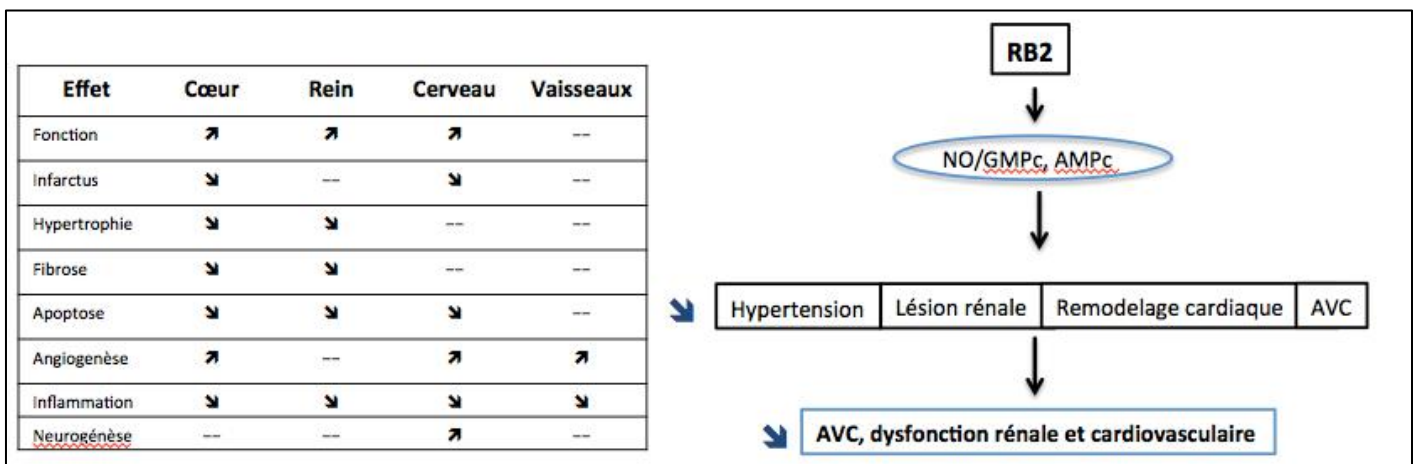 Effet Cœur Rein Cerveau Vaisseaux
Fonction ↗ ↗ ↗ --
Infarctus ↘ -- ↘ --
Hypertrophie ↘ ↘ -- --
Fibrose ↘ ↘ -- --
Apoptose ↘ ↘ ↘ --
Angiogenèse ↗ -- ↗ ↗
Inflammation ↘ ↘ ↘ ↘
Neurogénèse -- -- ↗ --
RB2
NO/GMPc, AMPc
Hypertension Lésion rénale Remodelage cardiaque AVC
AVC, dysfonction rénale et cardiovasculaire